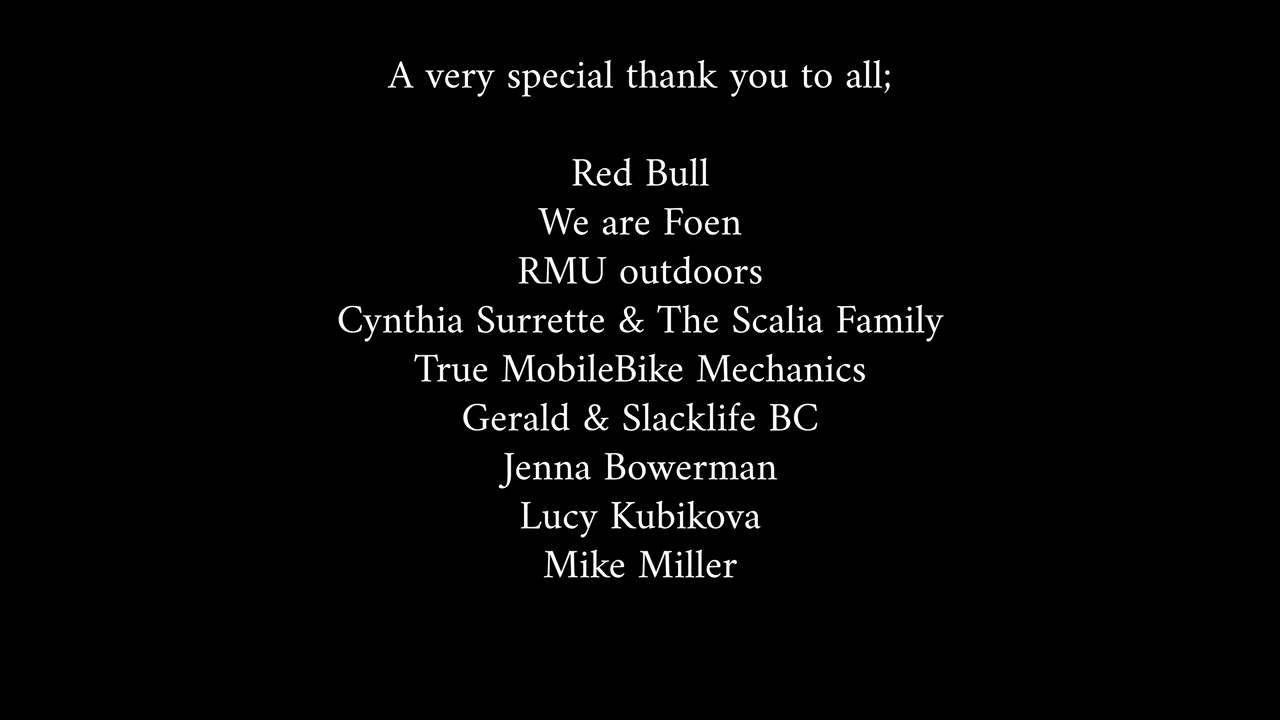 A very special thank you to all;
Red Bull
We are Foen
RMU outdoors
Cynthia Surrette & The Scalia Family
True MobileBike Mechanics
Gerald & Slacklife BC
Jenna Bowerman
Lucy Kubikova
Mike Miller